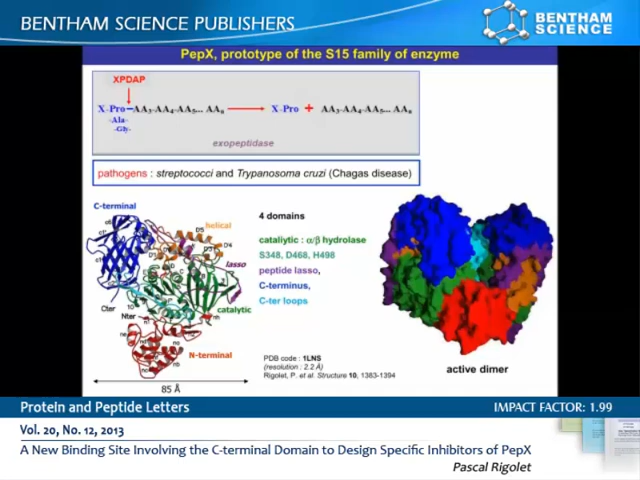 BENTHAM SCIENCE PUBLISHERS
BENTHAM
SCIENCE
PepX, prototype of the S15 family of enzyme
XPDAP
X-Pro-AA₃-AA₄-AA₅... AAₙ X-Pro + AA₃-AA₄-AA₅... AAₙ
-Ala-
-Gly-
exopeptidase
pathogens : streptococci and Trypanosoma cruzi (Chagas disease)
C-terminal
helical
lasso
catalytic
Cter
Nter
N-terminal
85 Å
4 domains
catalitic : α/β hydrolase
S348, D468, H498
peptide lasso,
C-terminus,
C-ter loops
PDB code : 1LNS
(resolution : 2.2 Å)
Rigolet, P. et al. Structure 10, 1383-1394
active dimer
Protein and Peptide Letters
IMPACT FACTOR: 1.99
Vol. 20, No. 12, 2013
A New Binding Site Involving the C-terminal Domain to Design Specific Inhibitors of PepX
Pascal Rigolet